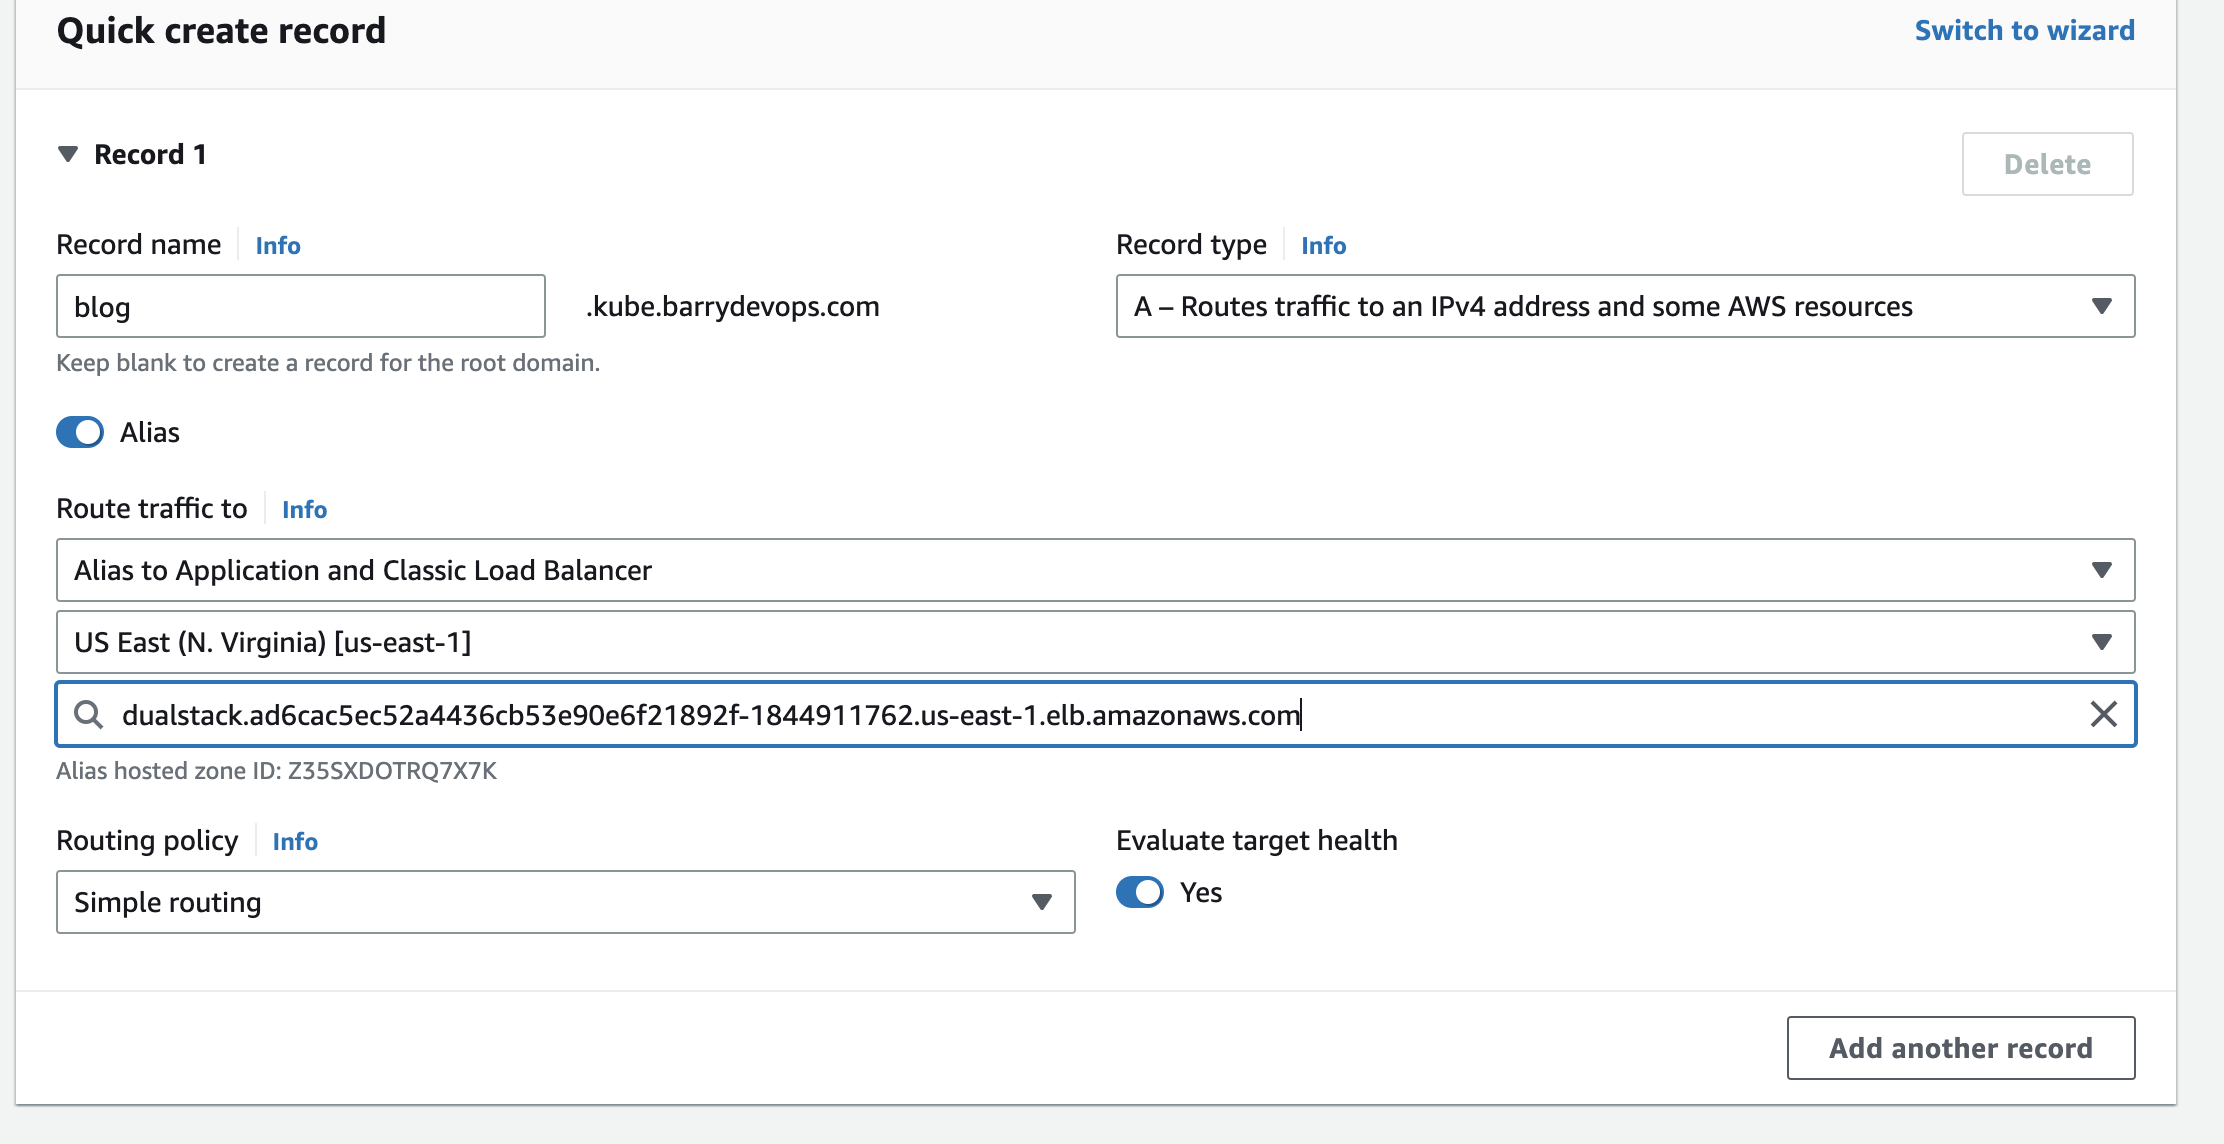 Quick create record
Switch to wizard
Record 1
Delete
Record name Info
Record type Info
blog .kube.barrydevops.com
A – Routes traffic to an IPv4 address and some AWS resources
Keep blank to create a record for the root domain.
Alias
Route traffic to Info
Alias to Application and Classic Load Balancer
US East (N. Virginia) [us-east-1]
dualstack.ad6cac5ec52a4436cb53e90e6f21892f-1844911762.us-east-1.elb.amazonaws.com
Alias hosted zone ID: Z35SXDOTRQ7X7K
Routing policy Info
Evaluate target health
Simple routing
Yes
Add another record